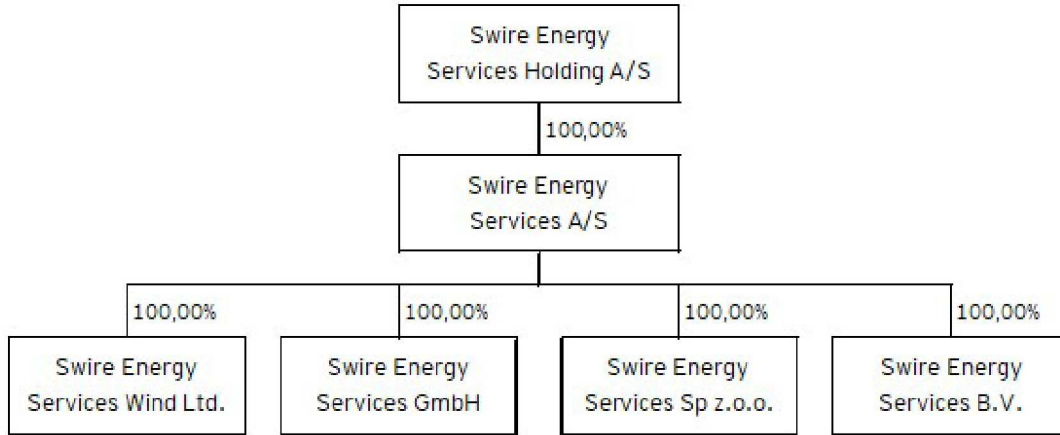 Swire Energy
Services Holding A/S
100,00%
Swire Energy
Services A/S
100,00%
100,00%
100,00%
100,00%
Swire Energy
Services Wind Ltd.
Swire Energy
Services GmbH
Swire Energy
Services Sp z.o.o.
Swire Energy
Services B.V.